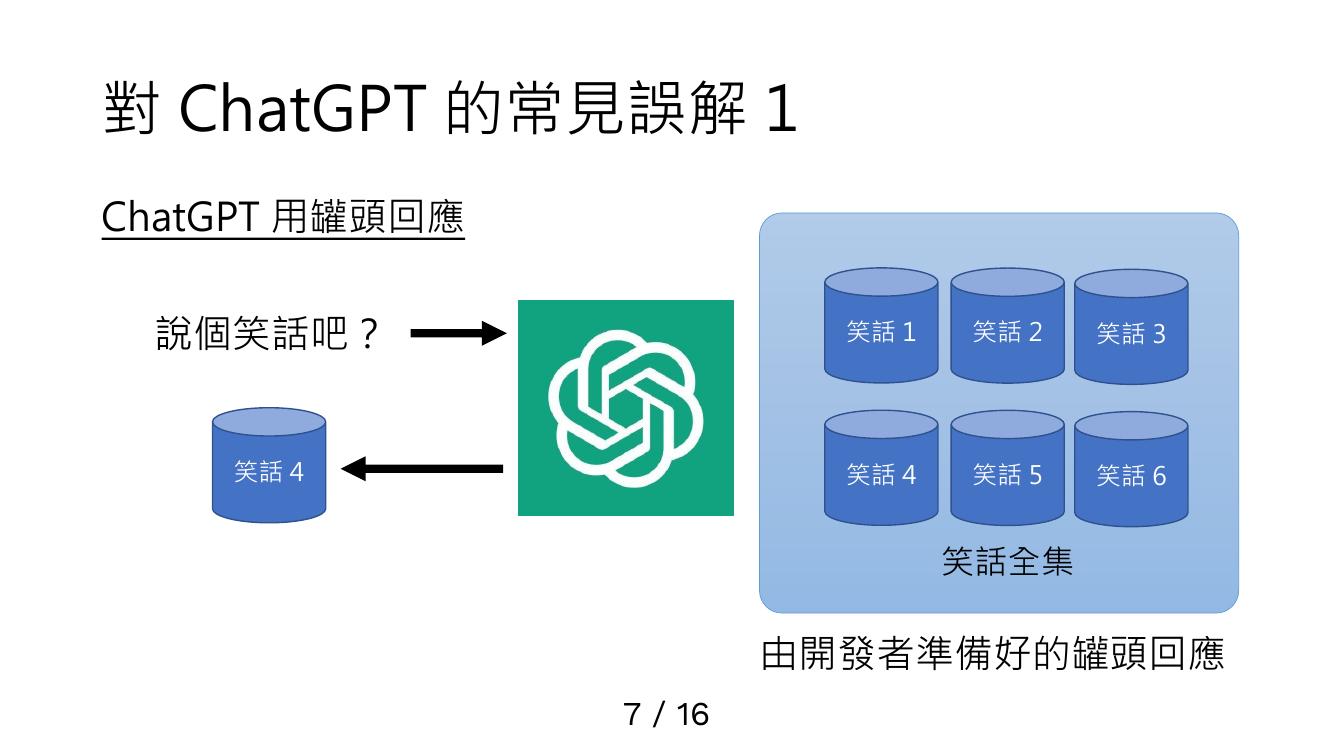 對 ChatGPT 的常見誤解 1
ChatGPT 用罐頭回應
說個笑話吧？
笑話 4
笑話 1
笑話 2
笑話 3
笑話 4
笑話 5
笑話 6
笑話全集
由開發者準備好的罐頭回應
7 / 16